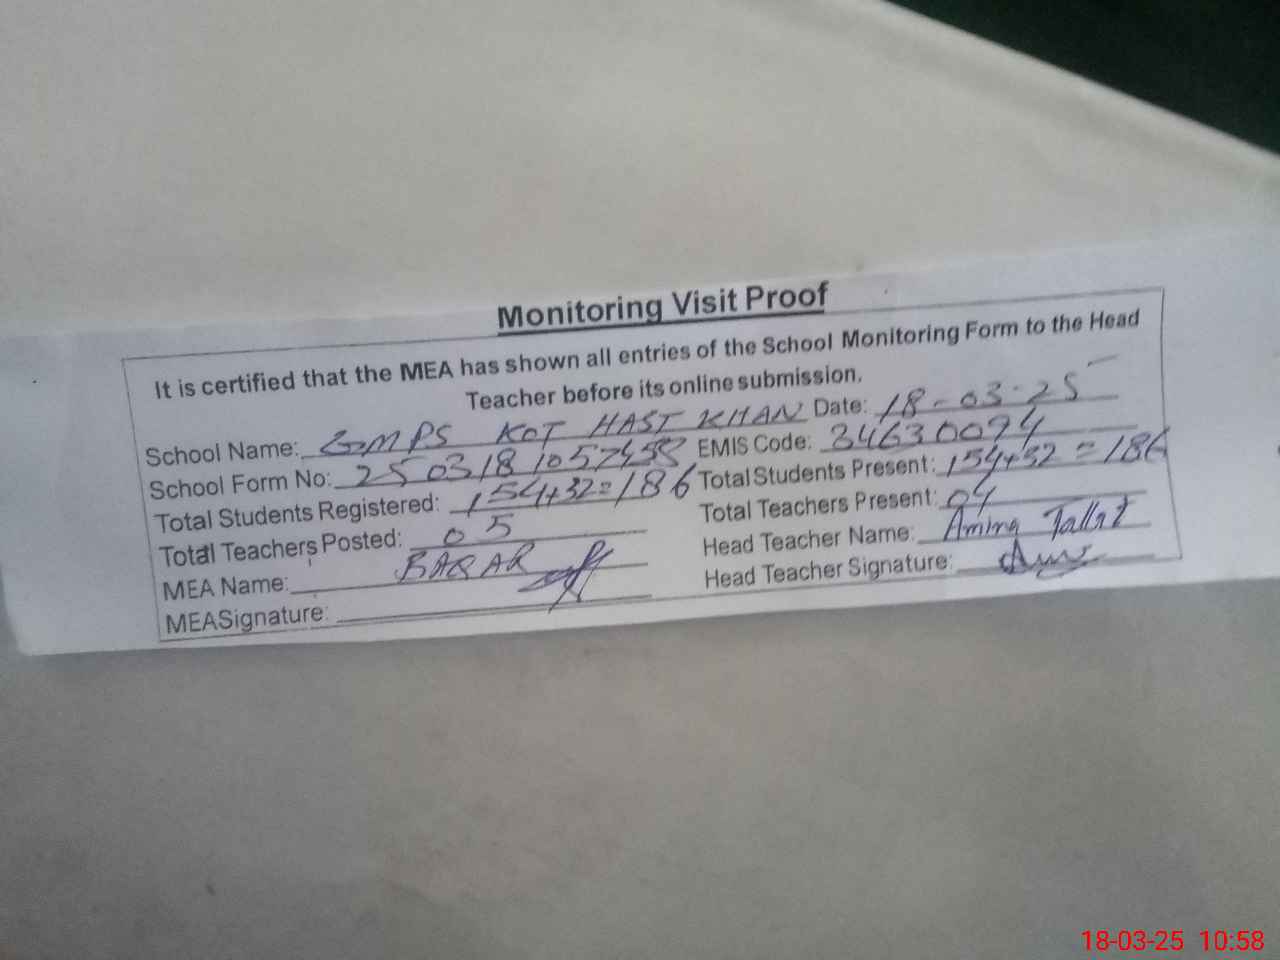 Monitoring Visit Proof
It is certified that the MEA has shown all entries of the School Monitoring Form to the Head
Teacher before its online submission.
School Name: GMPS KOT HAST KHAN Date: 18-03-25
School Form No: EMIS Code: 34630094
Total Students Registered: 154+32=186 Total Students Present: 154+32=186
Total Teachers Posted: 05 Total Teachers Present: 04
MEA Name: BAQAR Head Teacher Name: Amina Tallat
MEASignature: Head Teacher Signature:
18-03-25 10:58